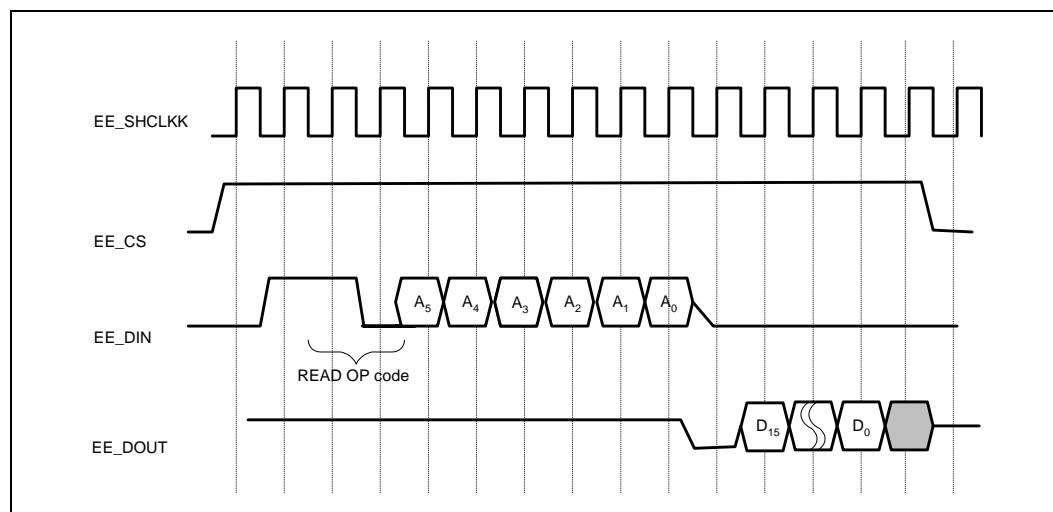 EE_SHCLKK
EE_CS
A5 A4 A3 A2 A1 A0
EE_DIN
READ OP code
D15 D0
EE_DOUT